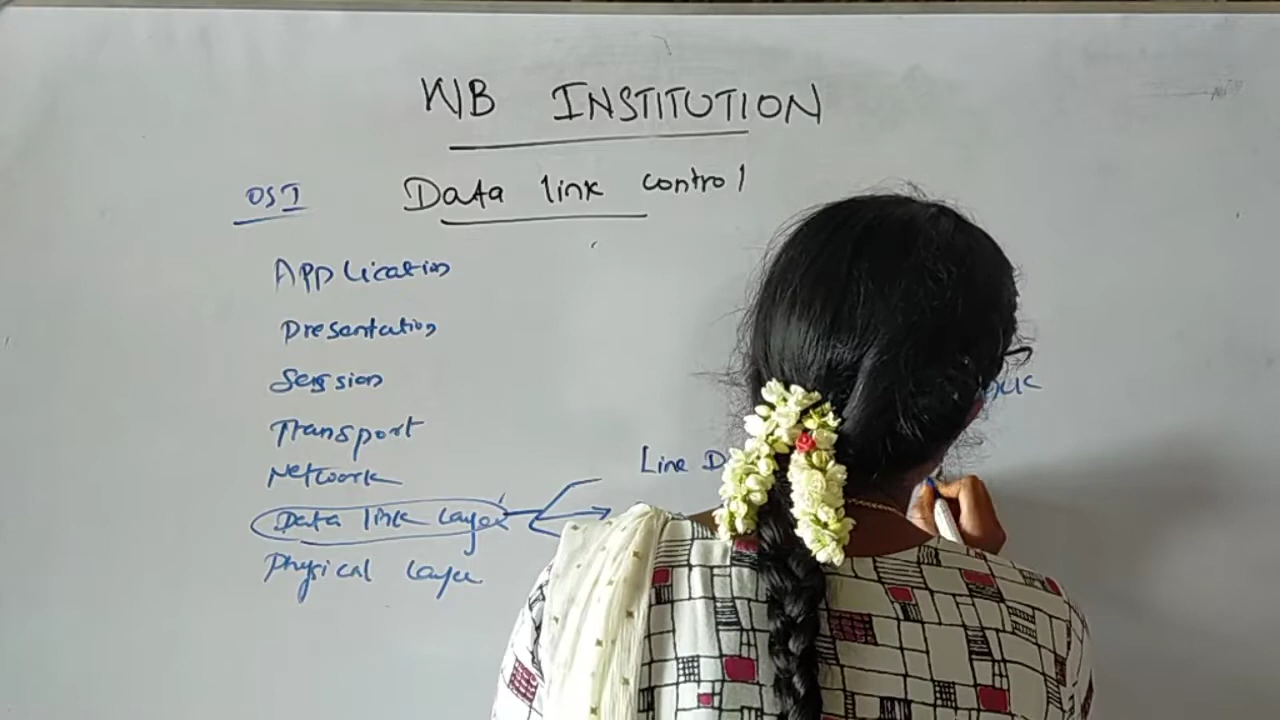 WB INSTITUTION
OSI Data link control
Application
Presentation
Session
Transport
Network
Line D
Data link Layer
Physical Layer